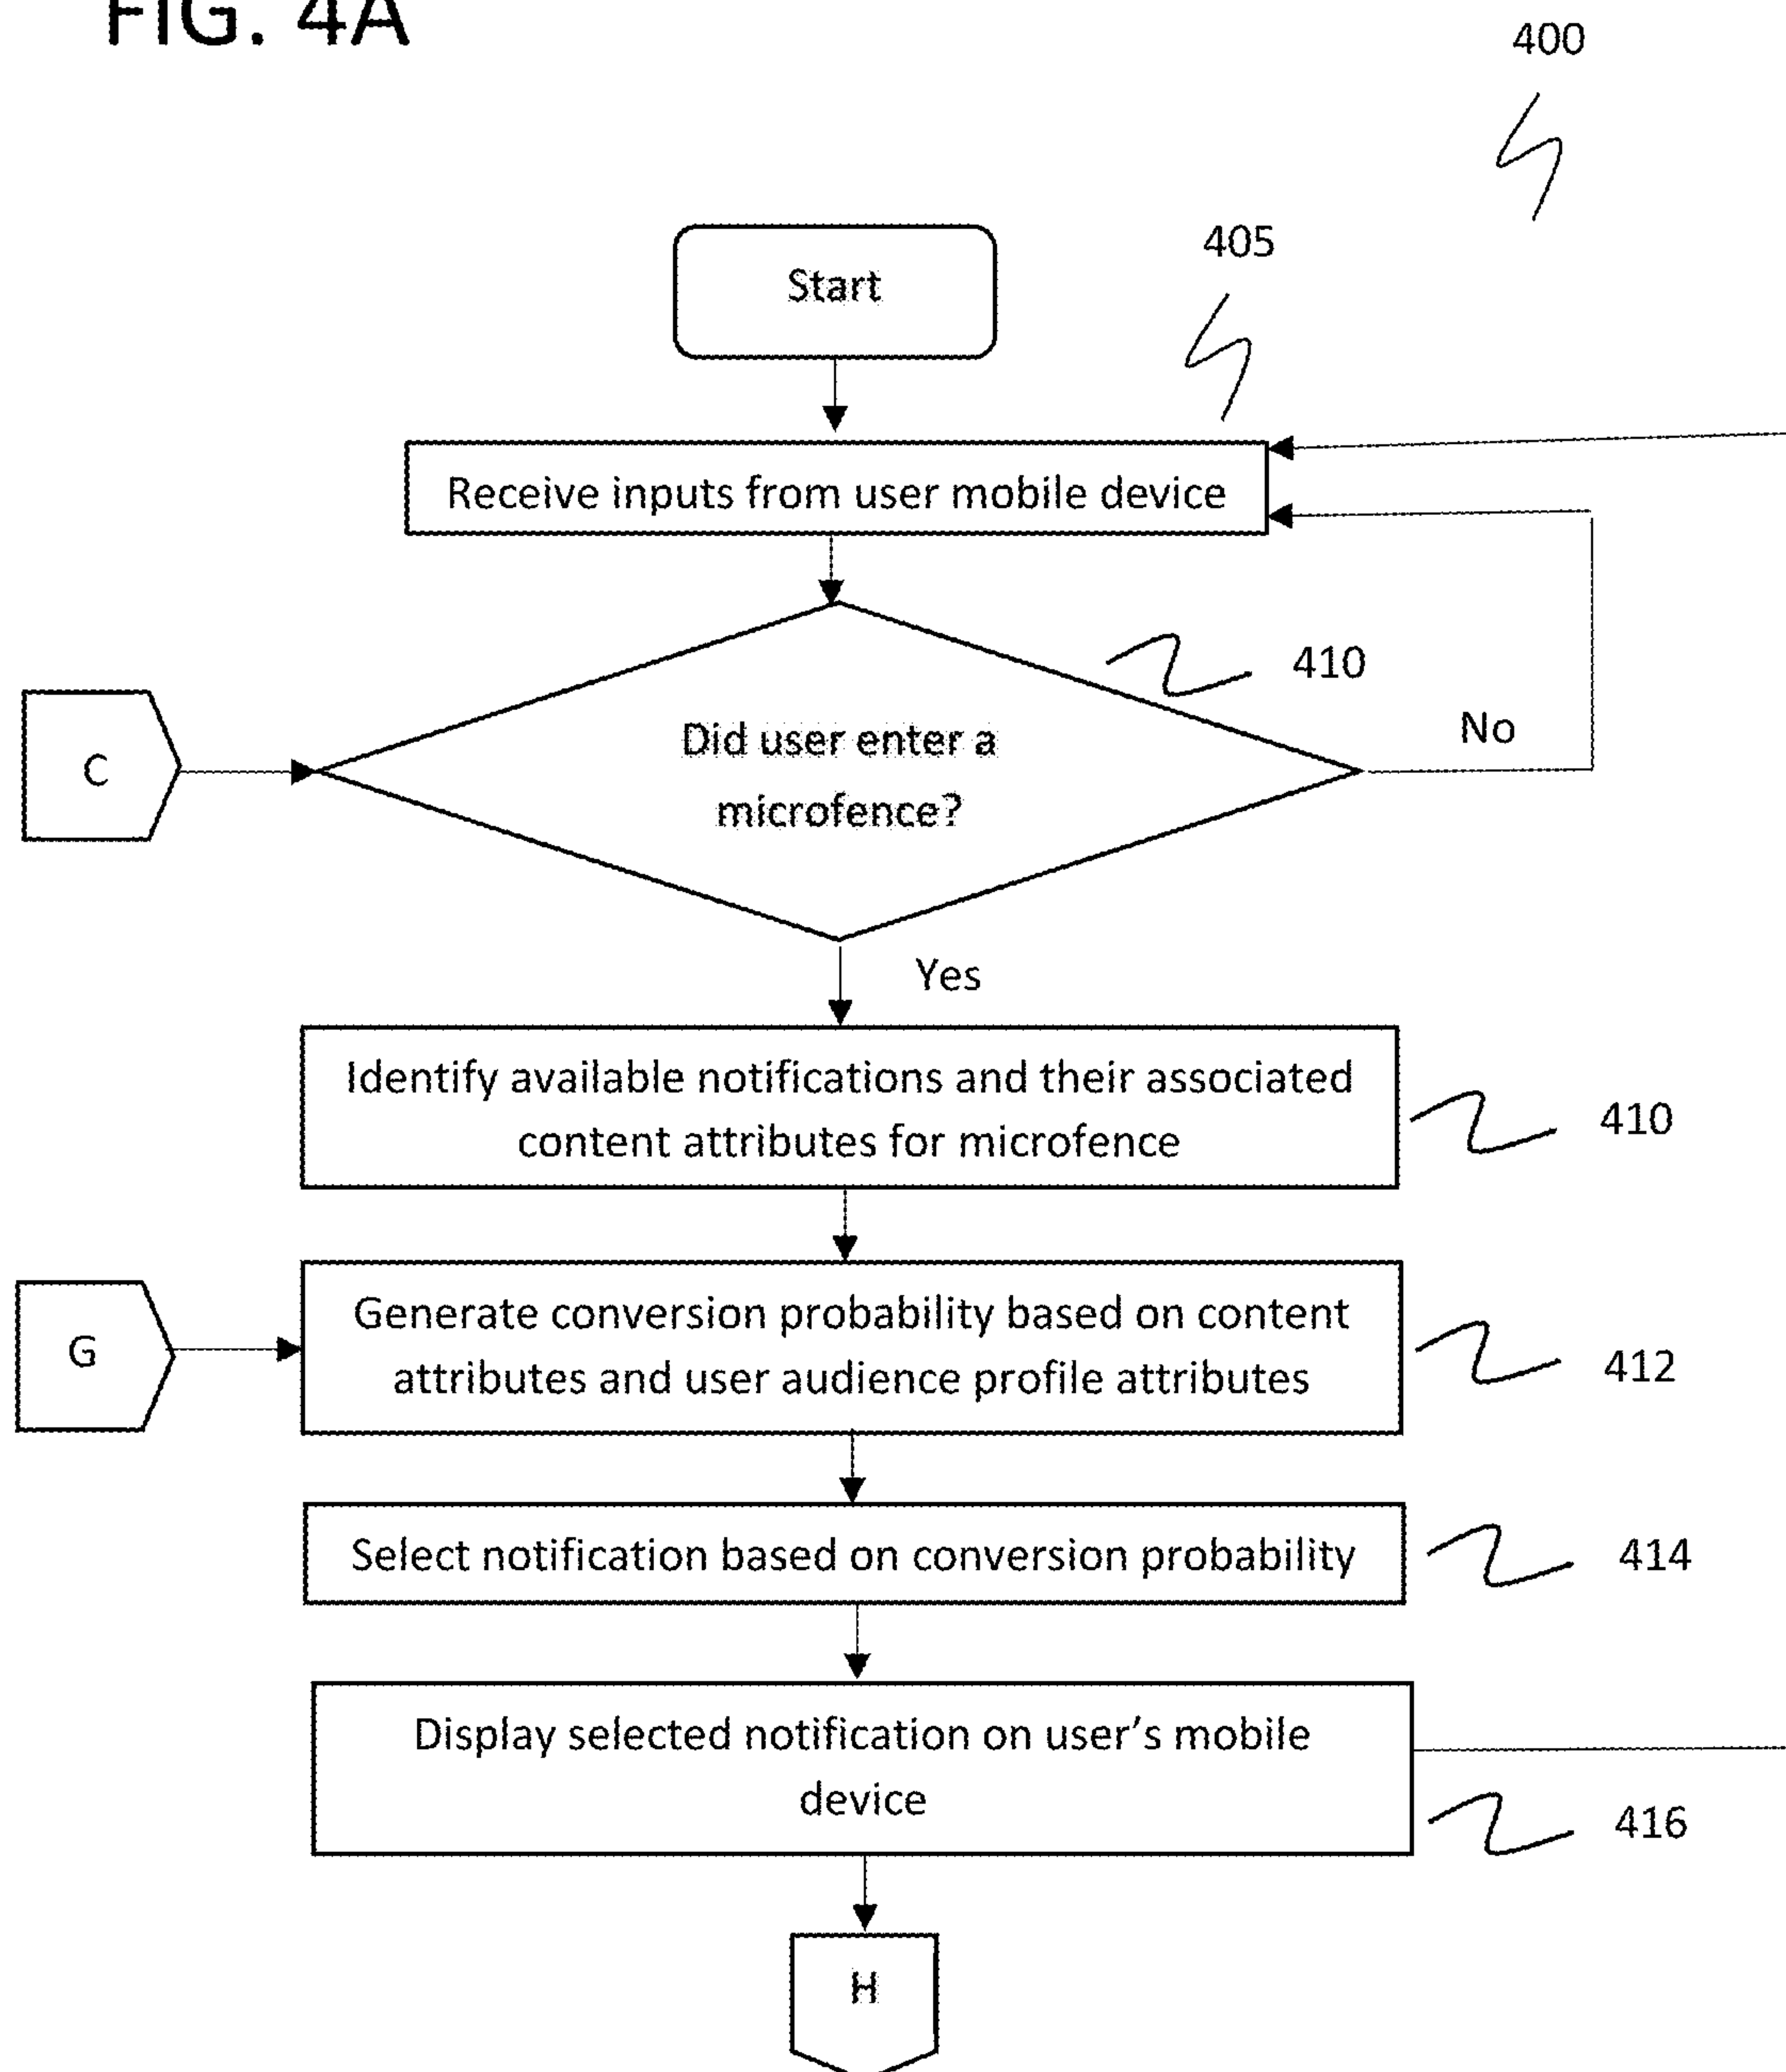 FIG. 4A
400
405
Start
Receive inputs from user mobile device
410
Did user enter a
microfence?
No
C
Yes
Identify available notifications and their associated
content attributes for microfence
410
G
Generate conversion probability based on content
attributes and user audience profile attributes
412
Select notification based on conversion probability
414
Display selected notification on user’s mobile
device
416
H